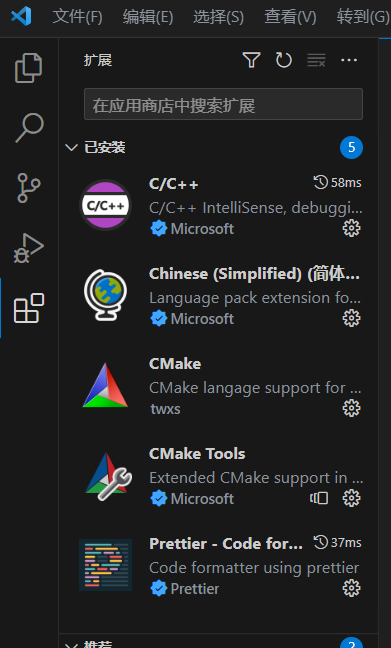 文件(F) 编辑(E) 选择(S) 查看(V) 转到(G)
扩展
在应用商店中搜索扩展
已安装 5
C/C++ 58ms
C/C++
C/C++ IntelliSense, debuggi...
Microsoft
Chinese (Simplified) (简体...
Language pack extension fo...
Microsoft
CMake
CMake langage support for ...
twxs
CMake Tools
Extended CMake support in ...
Microsoft
Prettier - Code for... 37ms
Code formatter using prettier
Prettier
推荐 2